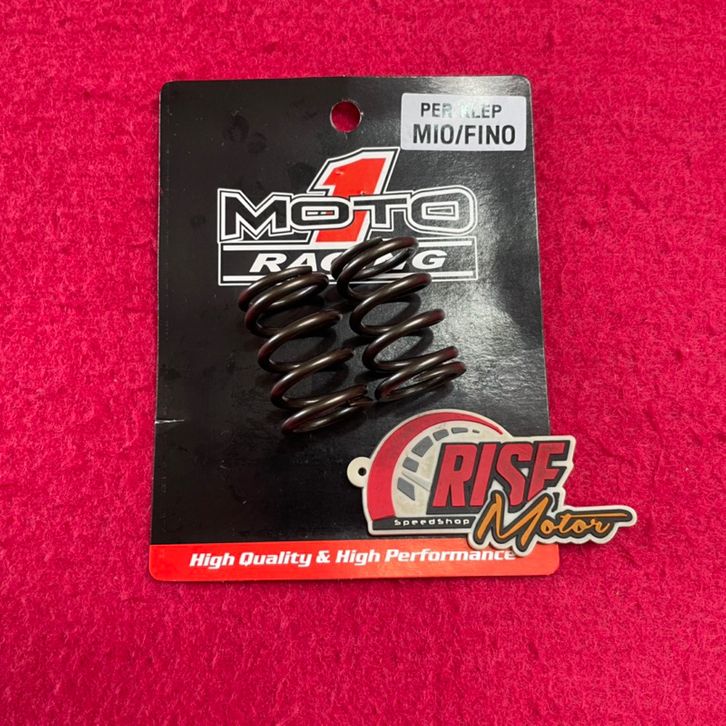 PER KLEP
MIO/FINO
MOTO 1
RACING
RISE
SpeedShop
Motor
High Quality & High Performance